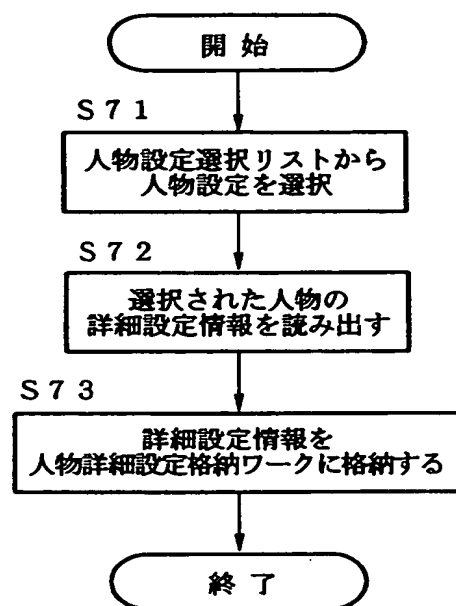 開始
S71
人物設定選択リストから
人物設定を選択
S72
選択された人物の
詳細設定情報を読み出す
S73
詳細設定情報を
人物詳細設定格納ワークに格納する
終了